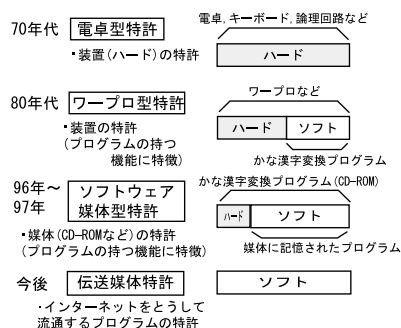 70年代 電卓型特許
・装置(ハード)の特許
電卓,キーボード,論理回路など
ハード
80年代 ワープロ型特許
・装置の特許
(プログラムの持つ
機能に特徴)
ワープロなど
ハード ソフト
かな漢字変換プログラム
96年～
97年
ソフトウェア
媒体型特許
・媒体(CD-ROMなど)の特許
(プログラムの持つ機能に特徴)
かな漢字変換プログラム(CD-ROM)
ハード ソフト
媒体に記憶されたプログラム
今後 伝送媒体特許
・インターネットをとうして
流通するプログラムの特許
ソフト